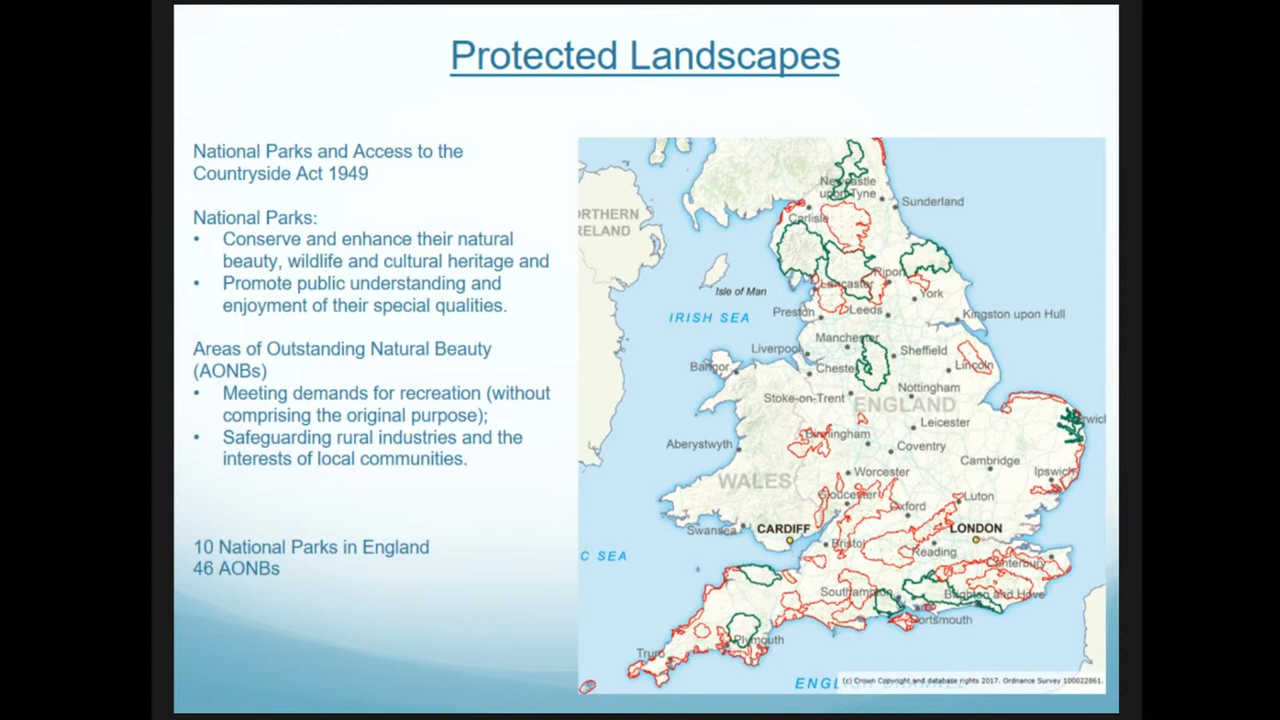 Protected Landscapes
National Parks and Access to the
Countryside Act 1949
National Parks:
• Conserve and enhance their natural
beauty, wildlife and cultural heritage and
• Promote public understanding and
enjoyment of their special qualities.
Areas of Outstanding Natural Beauty
(AONBs)
• Meeting demands for recreation (without
comprising the original purpose);
• Safeguarding rural industries and the
interests of local communities.
10 National Parks in England
46 AONBs
Newcastle
upon Tyne
Sunderland
Carlisle
RTHERN
RELAND
Ripon
Isle of Man
Lancaster
York
IRISH SEA
Preston
Leeds
Kingston upon Hull
Manchester
Liverpool
Sheffield
Bangor
Cheste
Lincoln
Nottingham
Stoke-on-Trent
ENGLAND
rwich
Leicester
Birmingham
Aberystwyth
Coventry
Cambridge
Worcester
Ipswich
WALES
Gloucester
Luton
Oxford
Swansea
CARDIFF
LONDON
Bristol
Reading
C SEA
Canterbury
Southampton
Brighton and Hove
Portsmouth
Plymouth
Truro
ENGLISH CHANNEL
(c) Crown Copyright and database rights 2017. Ordnance Survey 100022861.